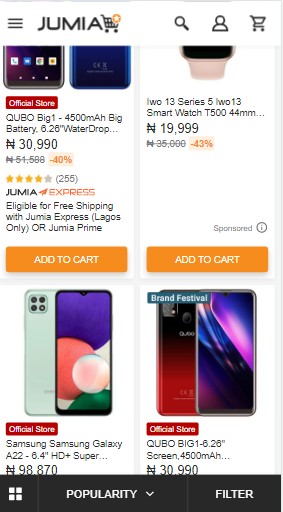 JUMIA
Official Store
QUBO Big1 - 4500mAh Big
Battery, 6.26"WaterDrop...
₦ 30,990
₦ 51,588 -40%
(255)
JUMIA EXPRESS
Eligible for Free Shipping
with Jumia Express (Lagos
Only) OR Jumia Prime
ADD TO CART
Iwo 13 Series 5 Iwo13
Smart Watch T500 44mm...
₦ 19,999
₦ 35,000 -43%
Sponsored
ADD TO CART
Official Store
Samsung Samsung Galaxy
A22 - 6.4" HD+ Super...
₦ 98,870
Brand Festival
QUBO
Official Store
QUBO BIG1-6.26"
Screen,4500mAh...
₦ 30,990
POPULARITY
FILTER